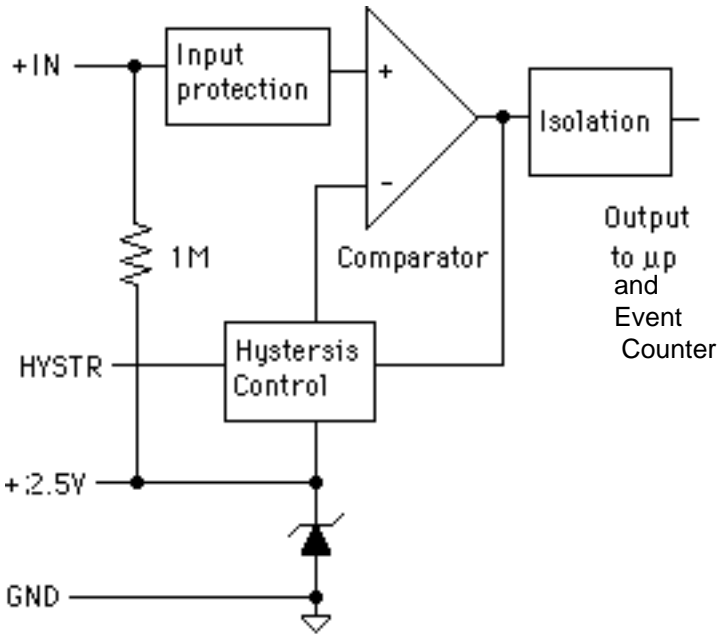 +IN
Input
protection
+
-
Isolation
1M
Comparator
Output
to µp
and
Event
Counter
HYSTR
Hystersis
Control
+2.5V
GND